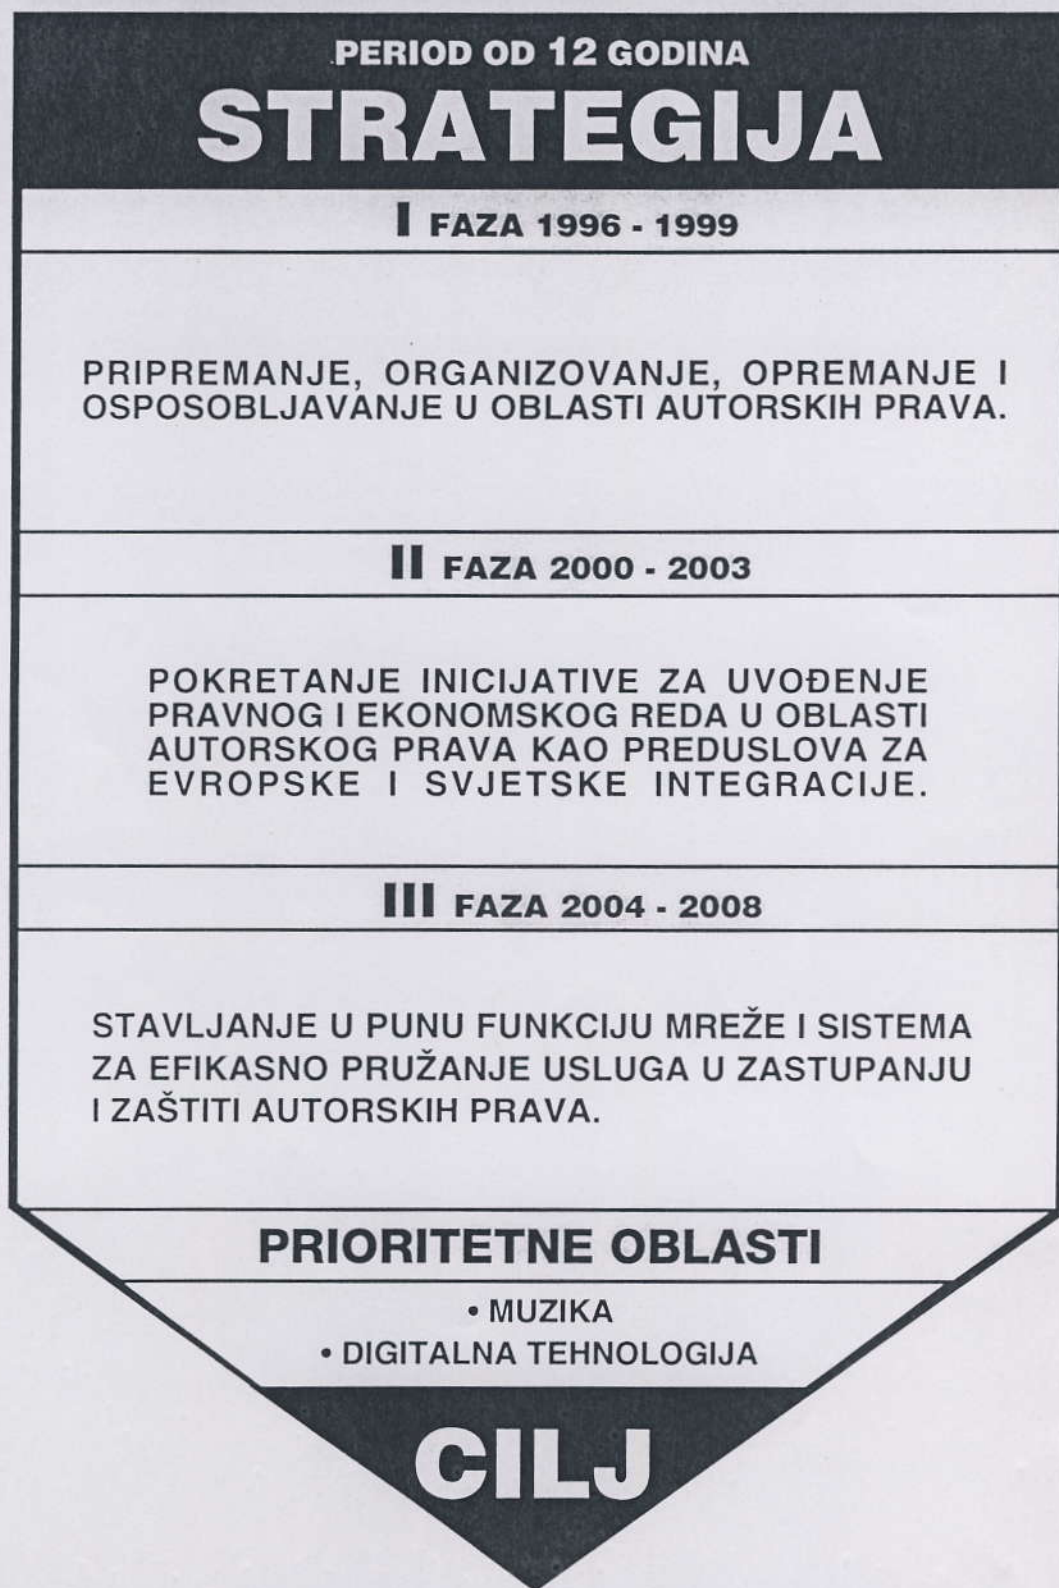 PERIOD OD 12 GODINA
STRATEGIJA
I FAZA 1996 - 1999
PRIPREMANJE, ORGANIZOVANJE, OPREMANJE I
OSPOSOBLJAVANJE U OBLASTI AUTORSKIH PRAVA.
II FAZA 2000 - 2003
POKRETANJE INICIJATIVE ZA UVOĐENJE
PRAVNOG I EKONOMSKOG REDA U OBLASTI
AUTORSKOG PRAVA KAO PREDUSLOVA ZA
EVROPSKE I SVJETSKE INTEGRACIJE.
III FAZA 2004 - 2008
STAVLJANJE U PUNU FUNKCIJU MREŽE I SISTEMA
ZA EFIKASNO PRUŽANJE USLUGA U ZASTUPANJU
I ZAŠTITI AUTORSKIH PRAVA.
PRIORITETNE OBLASTI
• MUZIKA
• DIGITALNA TEHNOLOGIJA
CILJ